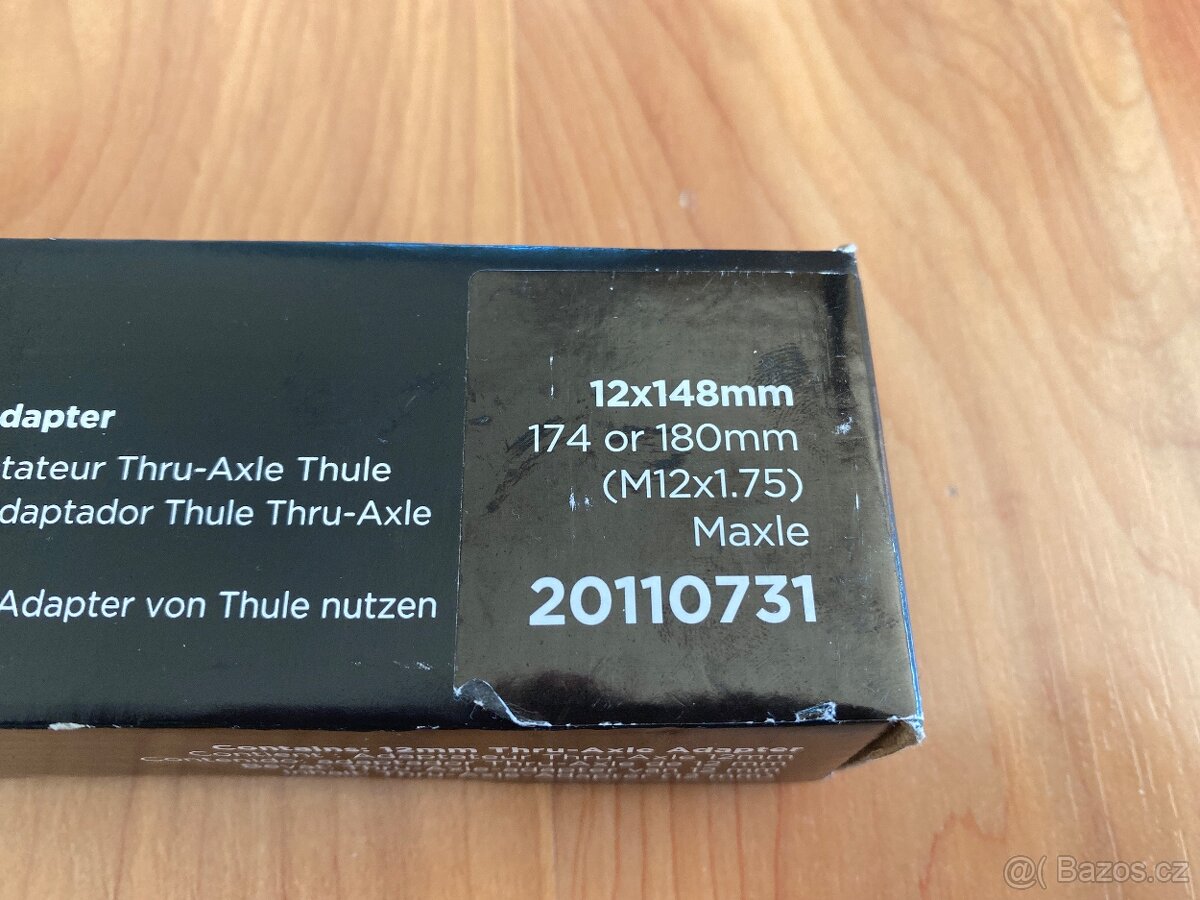 dapter
tateur Thru-Axle Thule
daptador Thule Thru-Axle
Adapter von Thule nutzen
12x148mm
174 or 180mm
(M12x1.75)
Maxle
20110731
Contains: 12mm Thru-Axle Adapter
@( Bazos.cz